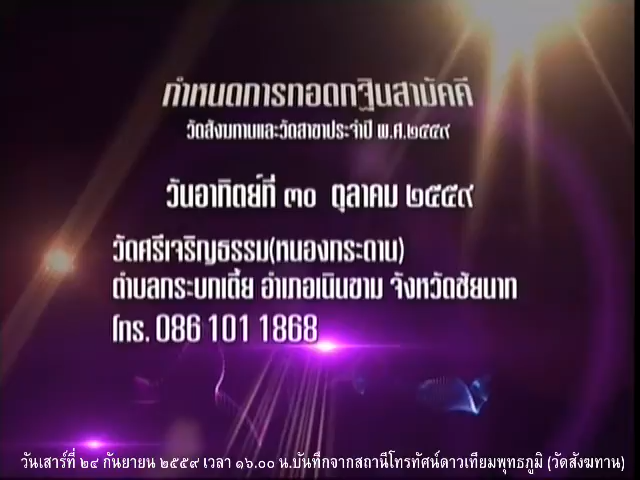 กำหนดการทอดกฐินสามัคคี
วัดสังฆทานและวัดสาขาประจำปี พ.ศ.๒๕๕๙
วันอาทิตย์ที่ ๓๐ ตุลาคม ๒๕๕๙
วัดศรีเจริญธรรม(หนองกระดาน)
ตำบลกระบกเตี้ย อำเภอเนินขาม จังหวัดชัยนาท
โทร. 086 101 1868
วันเสาร์ที่ ๒๔ กันยายน ๒๕๕๙ เวลา ๑๖.๐๐ น.บันทึกจากสถานีโทรทัศน์ดาวเทียมพุทธภูมิ (วัดสังฆทาน)